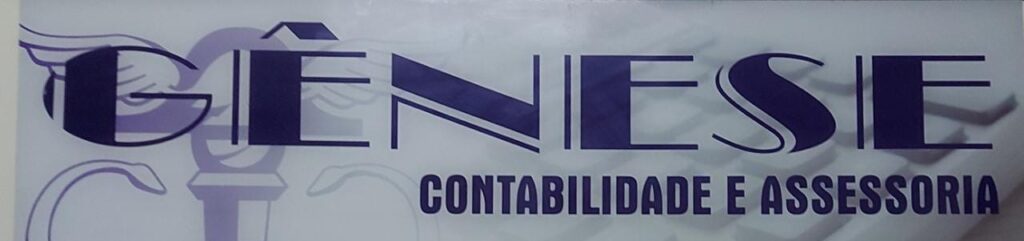 GÊNESE
CONTABILIDADE E ASSESSORIA